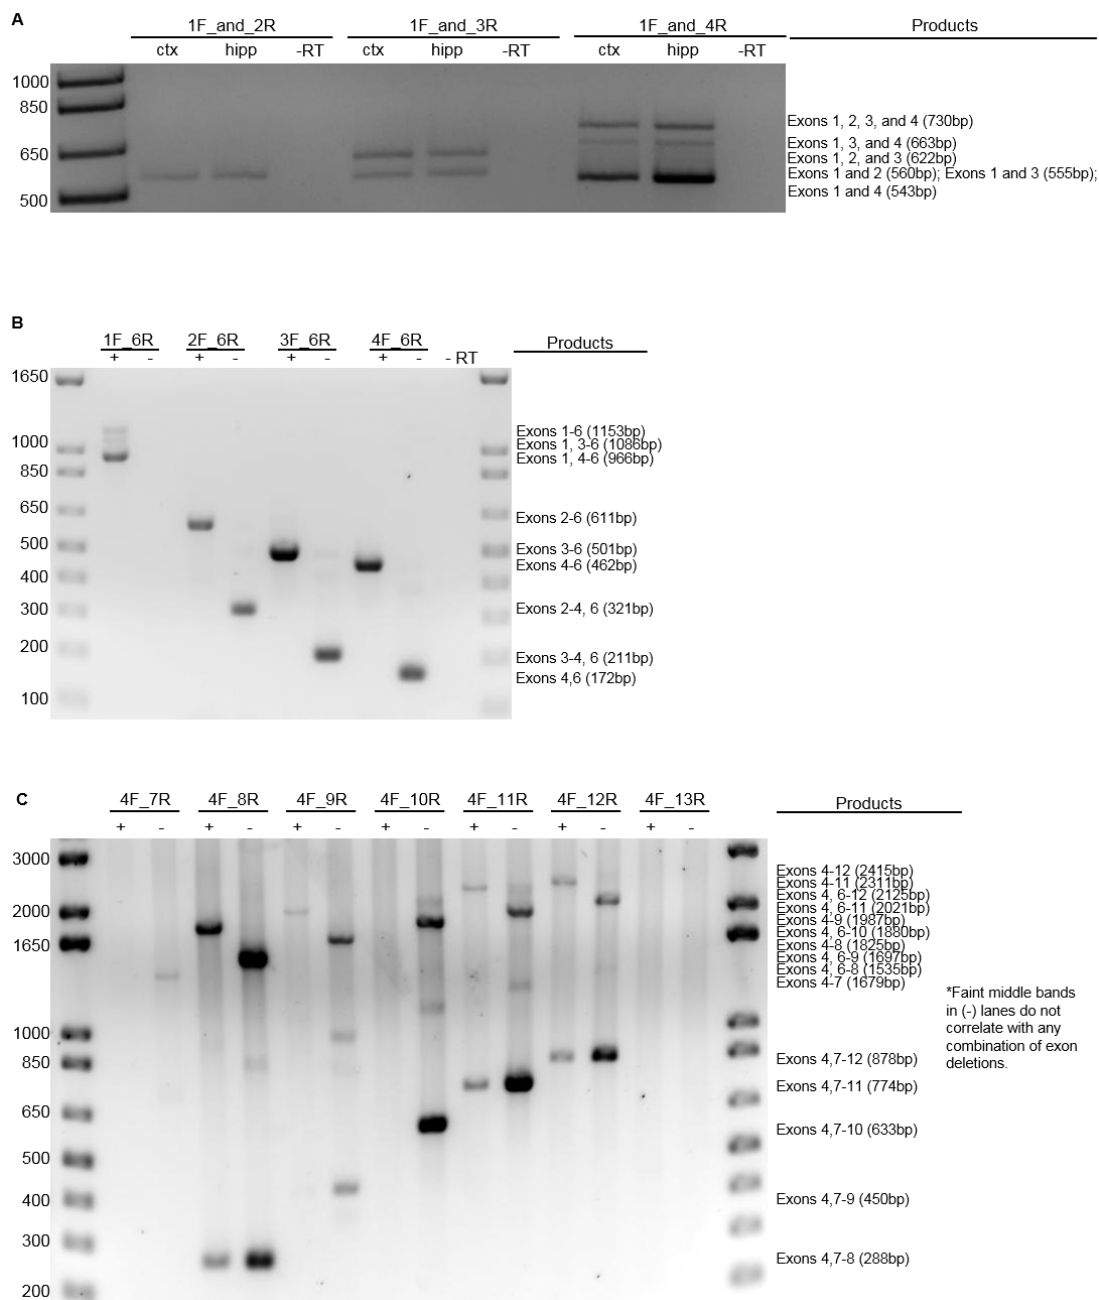 A
1F_and_2R 1F_and_3R 1F_and_4R Products
ctx hipp -RT ctx hipp -RT ctx hipp -RT
1000
850
650
500
Exons 1, 2, 3, and 4 (730bp)
Exons 1, 3, and 4 (663bp)
Exons 1, 2, and 3 (622bp)
Exons 1 and 2 (560bp); Exons 1 and 3 (555bp);
Exons 1 and 4 (543bp)
B
1F_6R 2F_6R 3F_6R 4F_6R Products
+ - + - + - + - - RT
1650
1000
850
650
500
400
300
200
100
Exons 1-6 (1153bp)
Exons 1, 3-6 (1086bp)
Exons 1, 4-6 (966bp)
Exons 2-6 (611bp)
Exons 3-6 (501bp)
Exons 4-6 (462bp)
Exons 2-4, 6 (321bp)
Exons 3-4, 6 (211bp)
Exons 4,6 (172bp)
C
4F_7R 4F_8R 4F_9R 4F_10R 4F_11R 4F_12R 4F_13R Products
+ - + - + - + - + - + - + -
3000
2000
1650
1000
850
650
500
400
300
200
Exons 4-12 (2415bp)
Exons 4-11 (2311bp)
Exons 4, 6-12 (2125bp)
Exons 4, 6-11 (2021bp)
Exons 4-9 (1987bp)
Exons 4, 6-10 (1880bp)
Exons 4-8 (1825bp)
Exons 4, 6-9 (1697bp)
Exons 4, 6-8 (1535bp)
Exons 4-7 (1679bp)
Exons 4,7-12 (878bp)
Exons 4,7-11 (774bp)
Exons 4,7-10 (633bp)
Exons 4,7-9 (450bp)
Exons 4,7-8 (288bp)
*Faint middle bands
in (-) lanes do not
correlate with any
combination of exon
deletions.